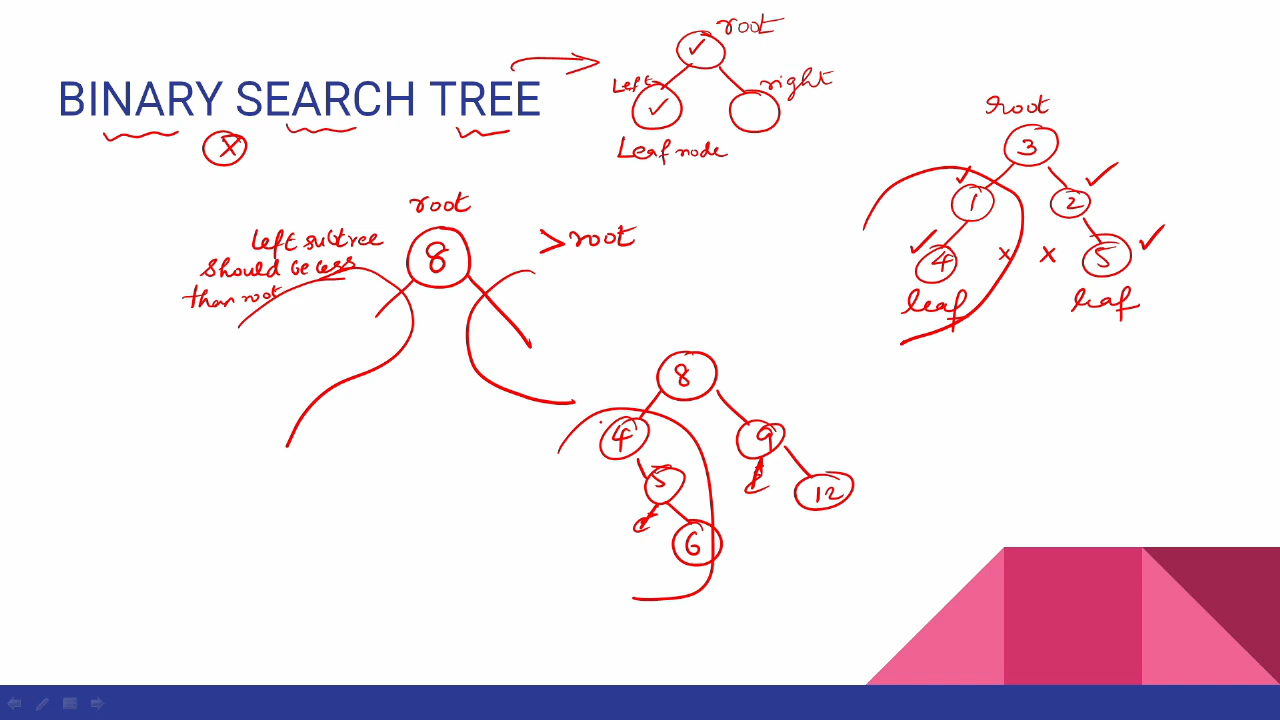 BINARY SEARCH TREE
root
Left
right
Leaf node
X
root
8
left subtree
should be less
than root
>root
root
3
1
2
4
x
x
5
leaf
leaf
8
4
9
5
12
6